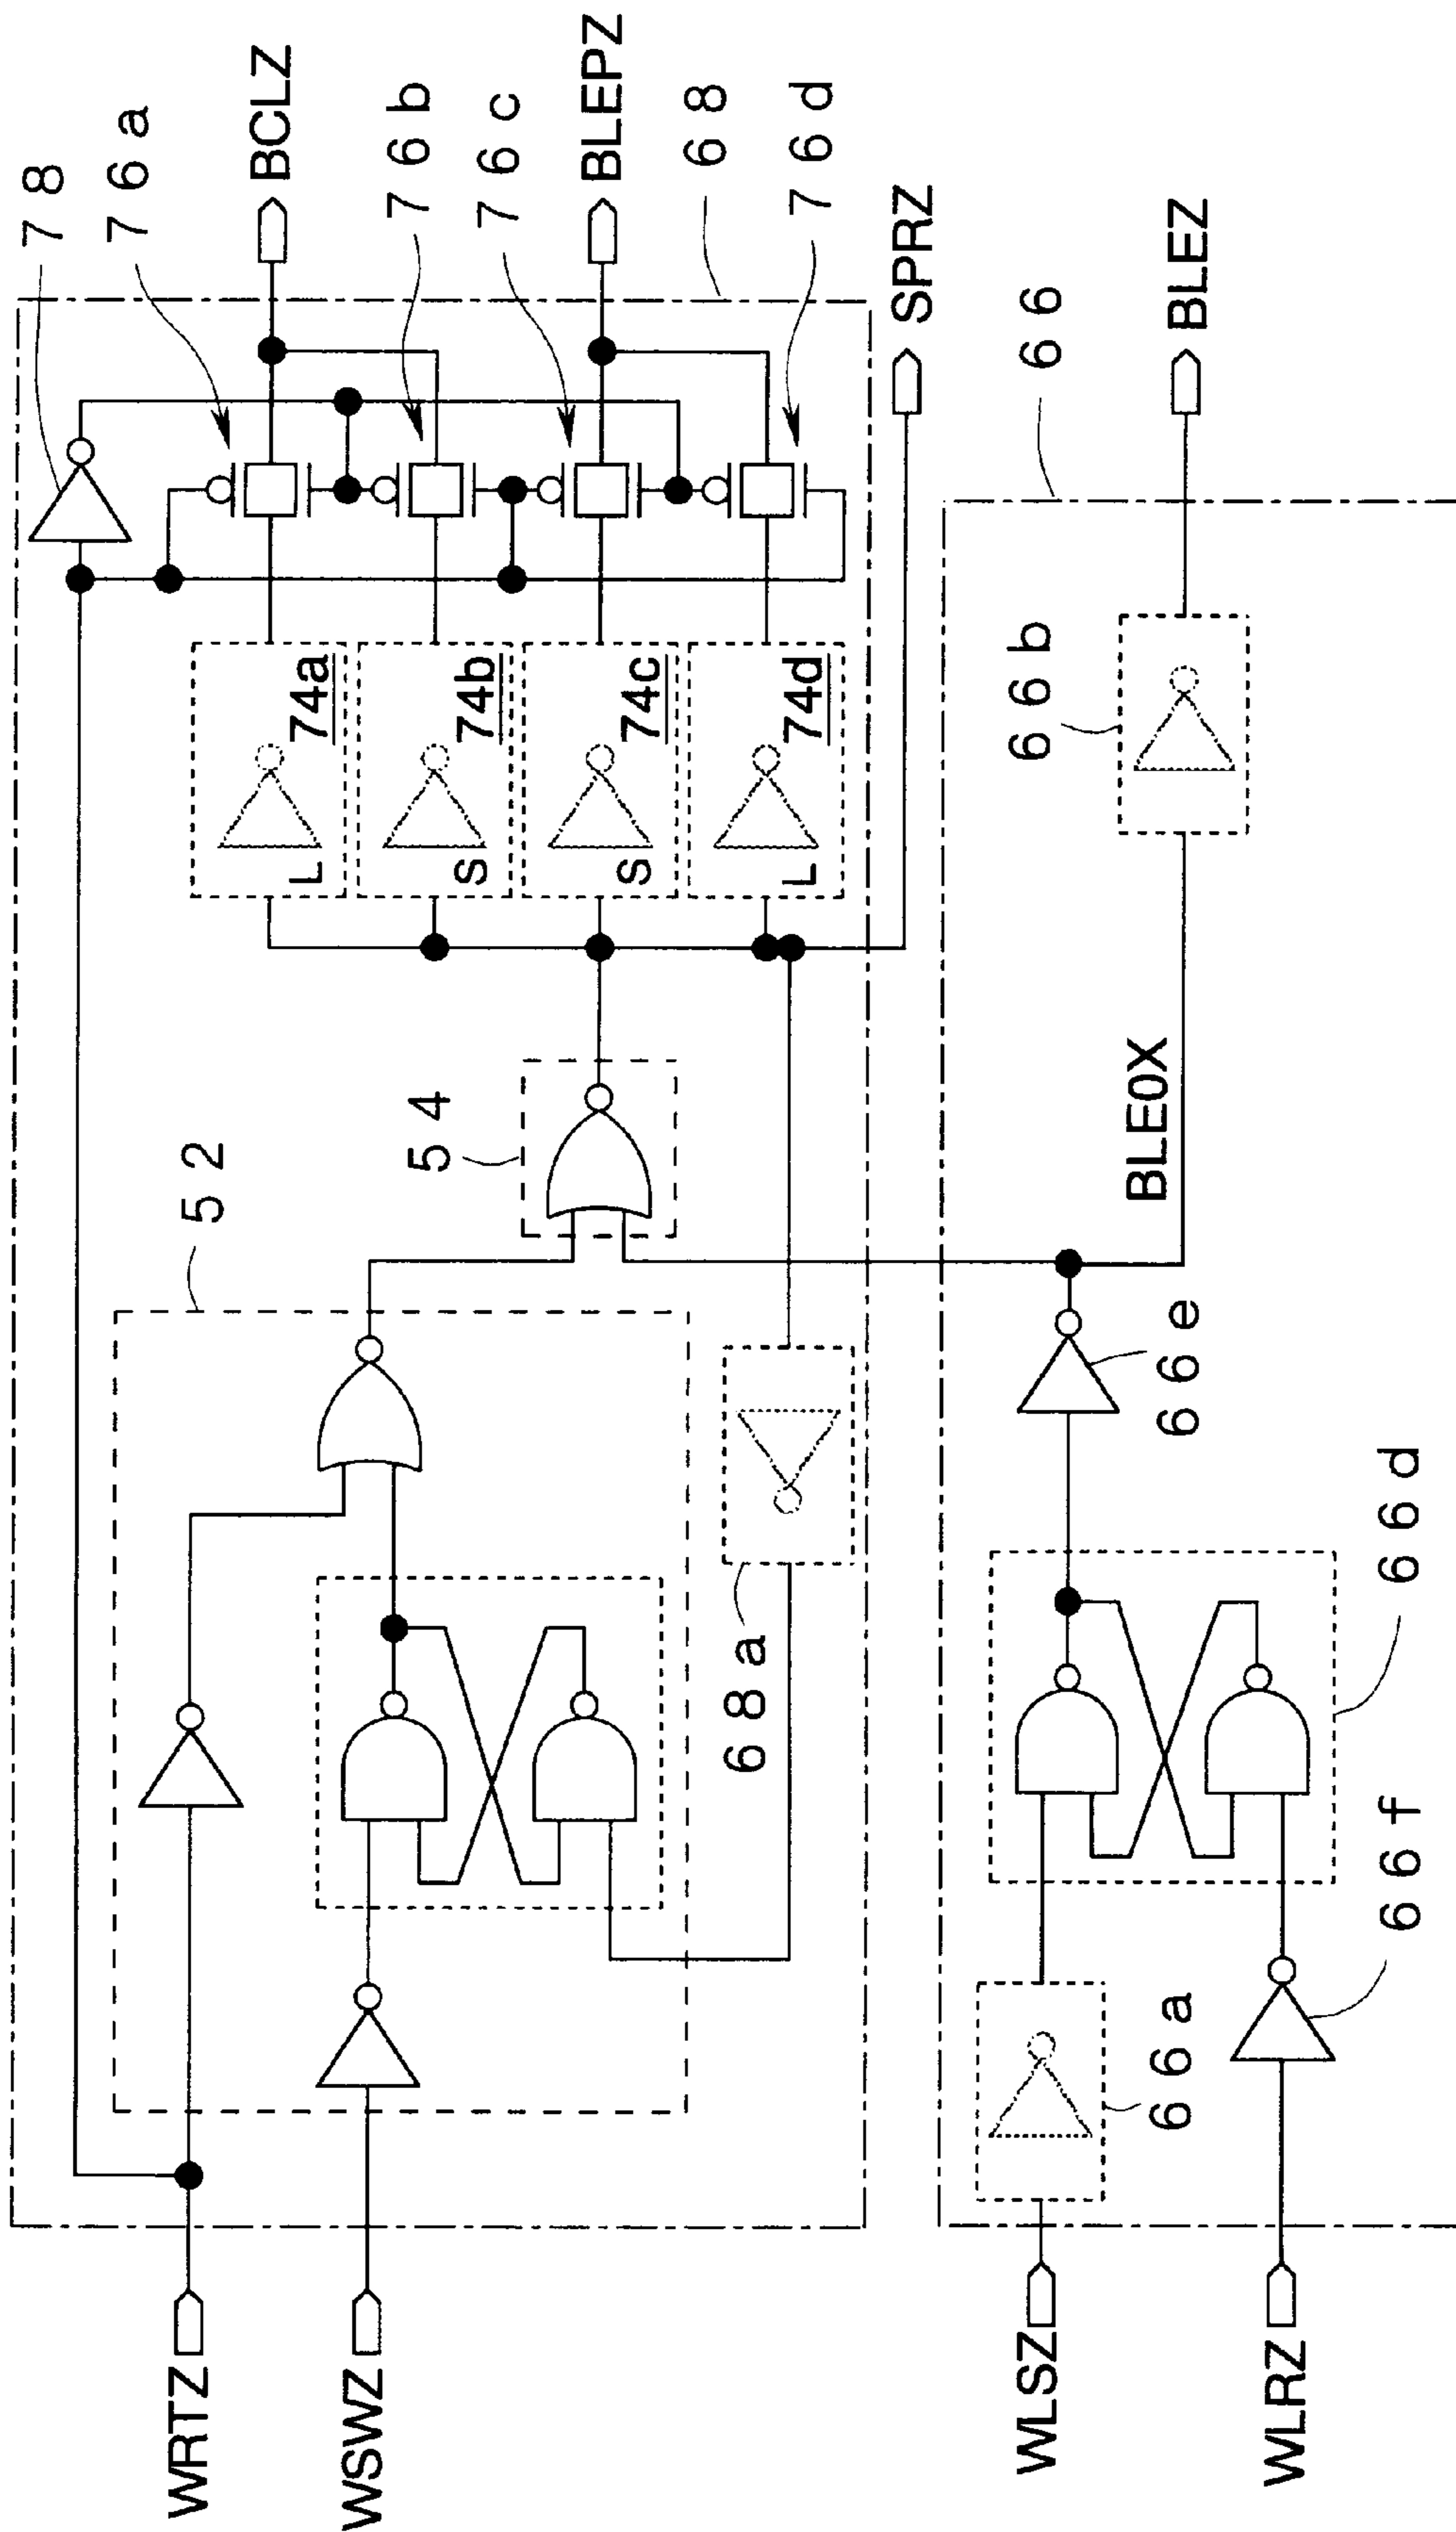 78
76a
BCLZ
76b
76c
BLEPZ
68
76d
74a
L
74b
S
74c
S
74d
L
SPRZ
52
54
68a
WRTZ
WSWZ
66
BLEZ
66b
BLE0X
66e
66d
66a
66f
WLSZ
WLRZ